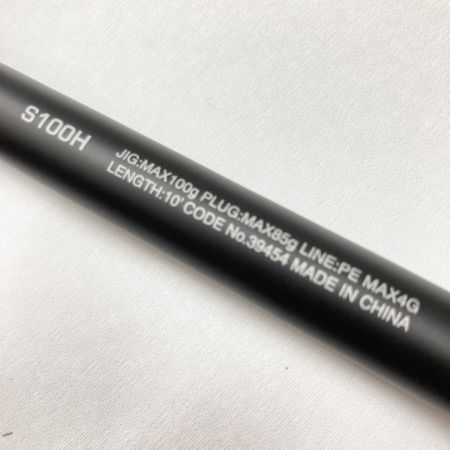 S100H
JIG:MAX100g PLUG:MAX85g LINE:PE MAX4G
LENGTH:10' CODE No.39454 MADE IN CHINA